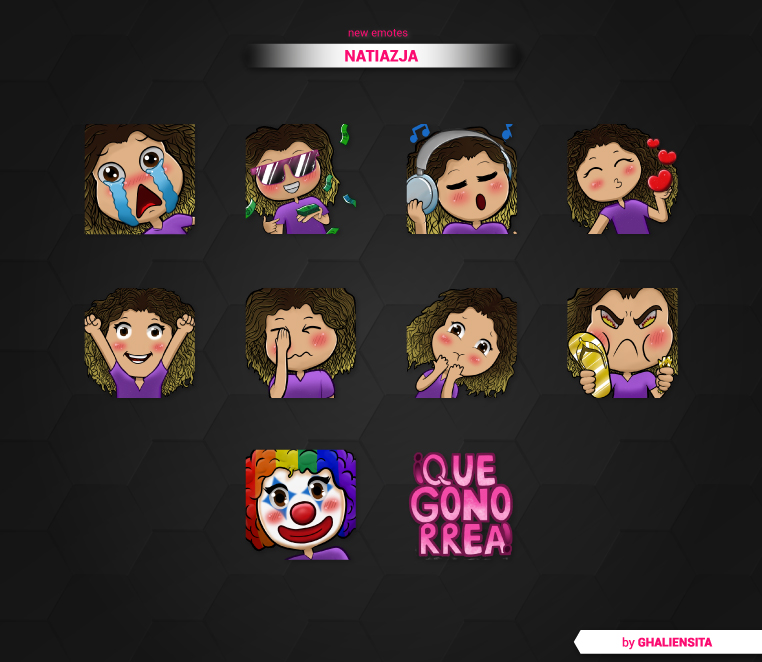 new emotes
NATIAZJA
¡QUE
GONO
RREA!
by GHALIENSITA